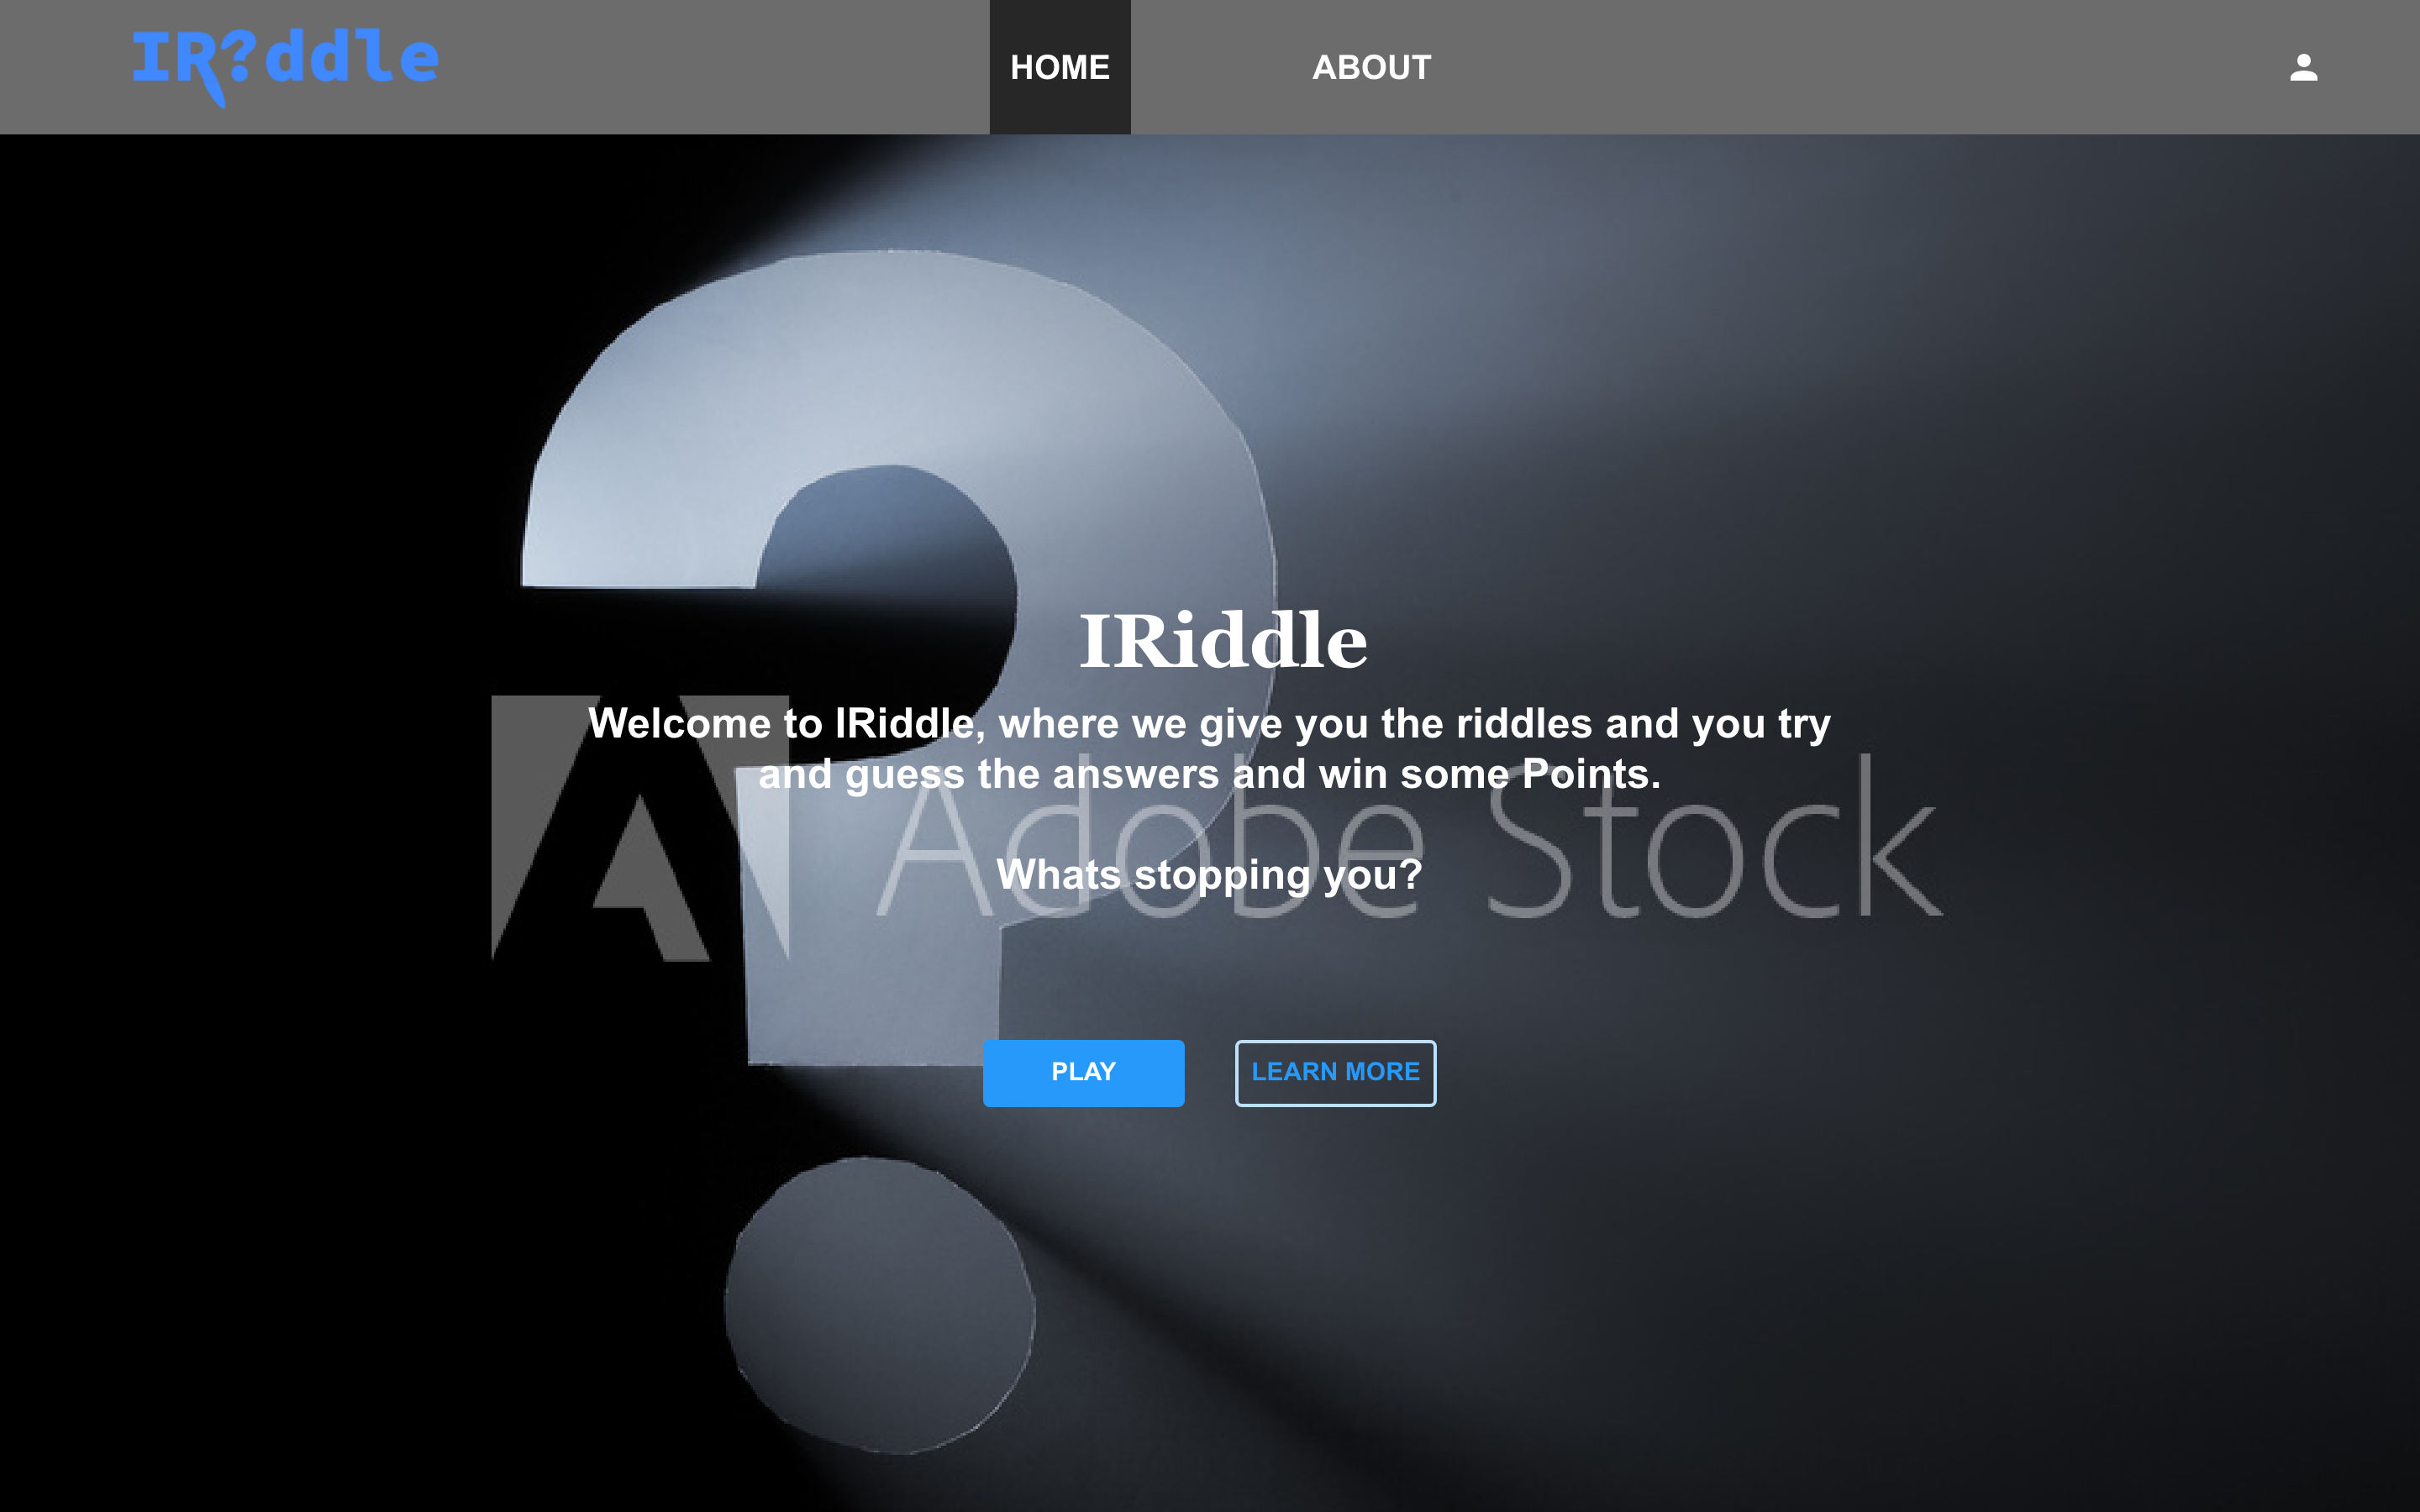 IR?ddle
HOME
ABOUT
IRiddle
Welcome to IRiddle, where we give you the riddles and you try
and guess the answers and win some Points.
Adobe Stock
Whats stopping you?
PLAY
LEARN MORE